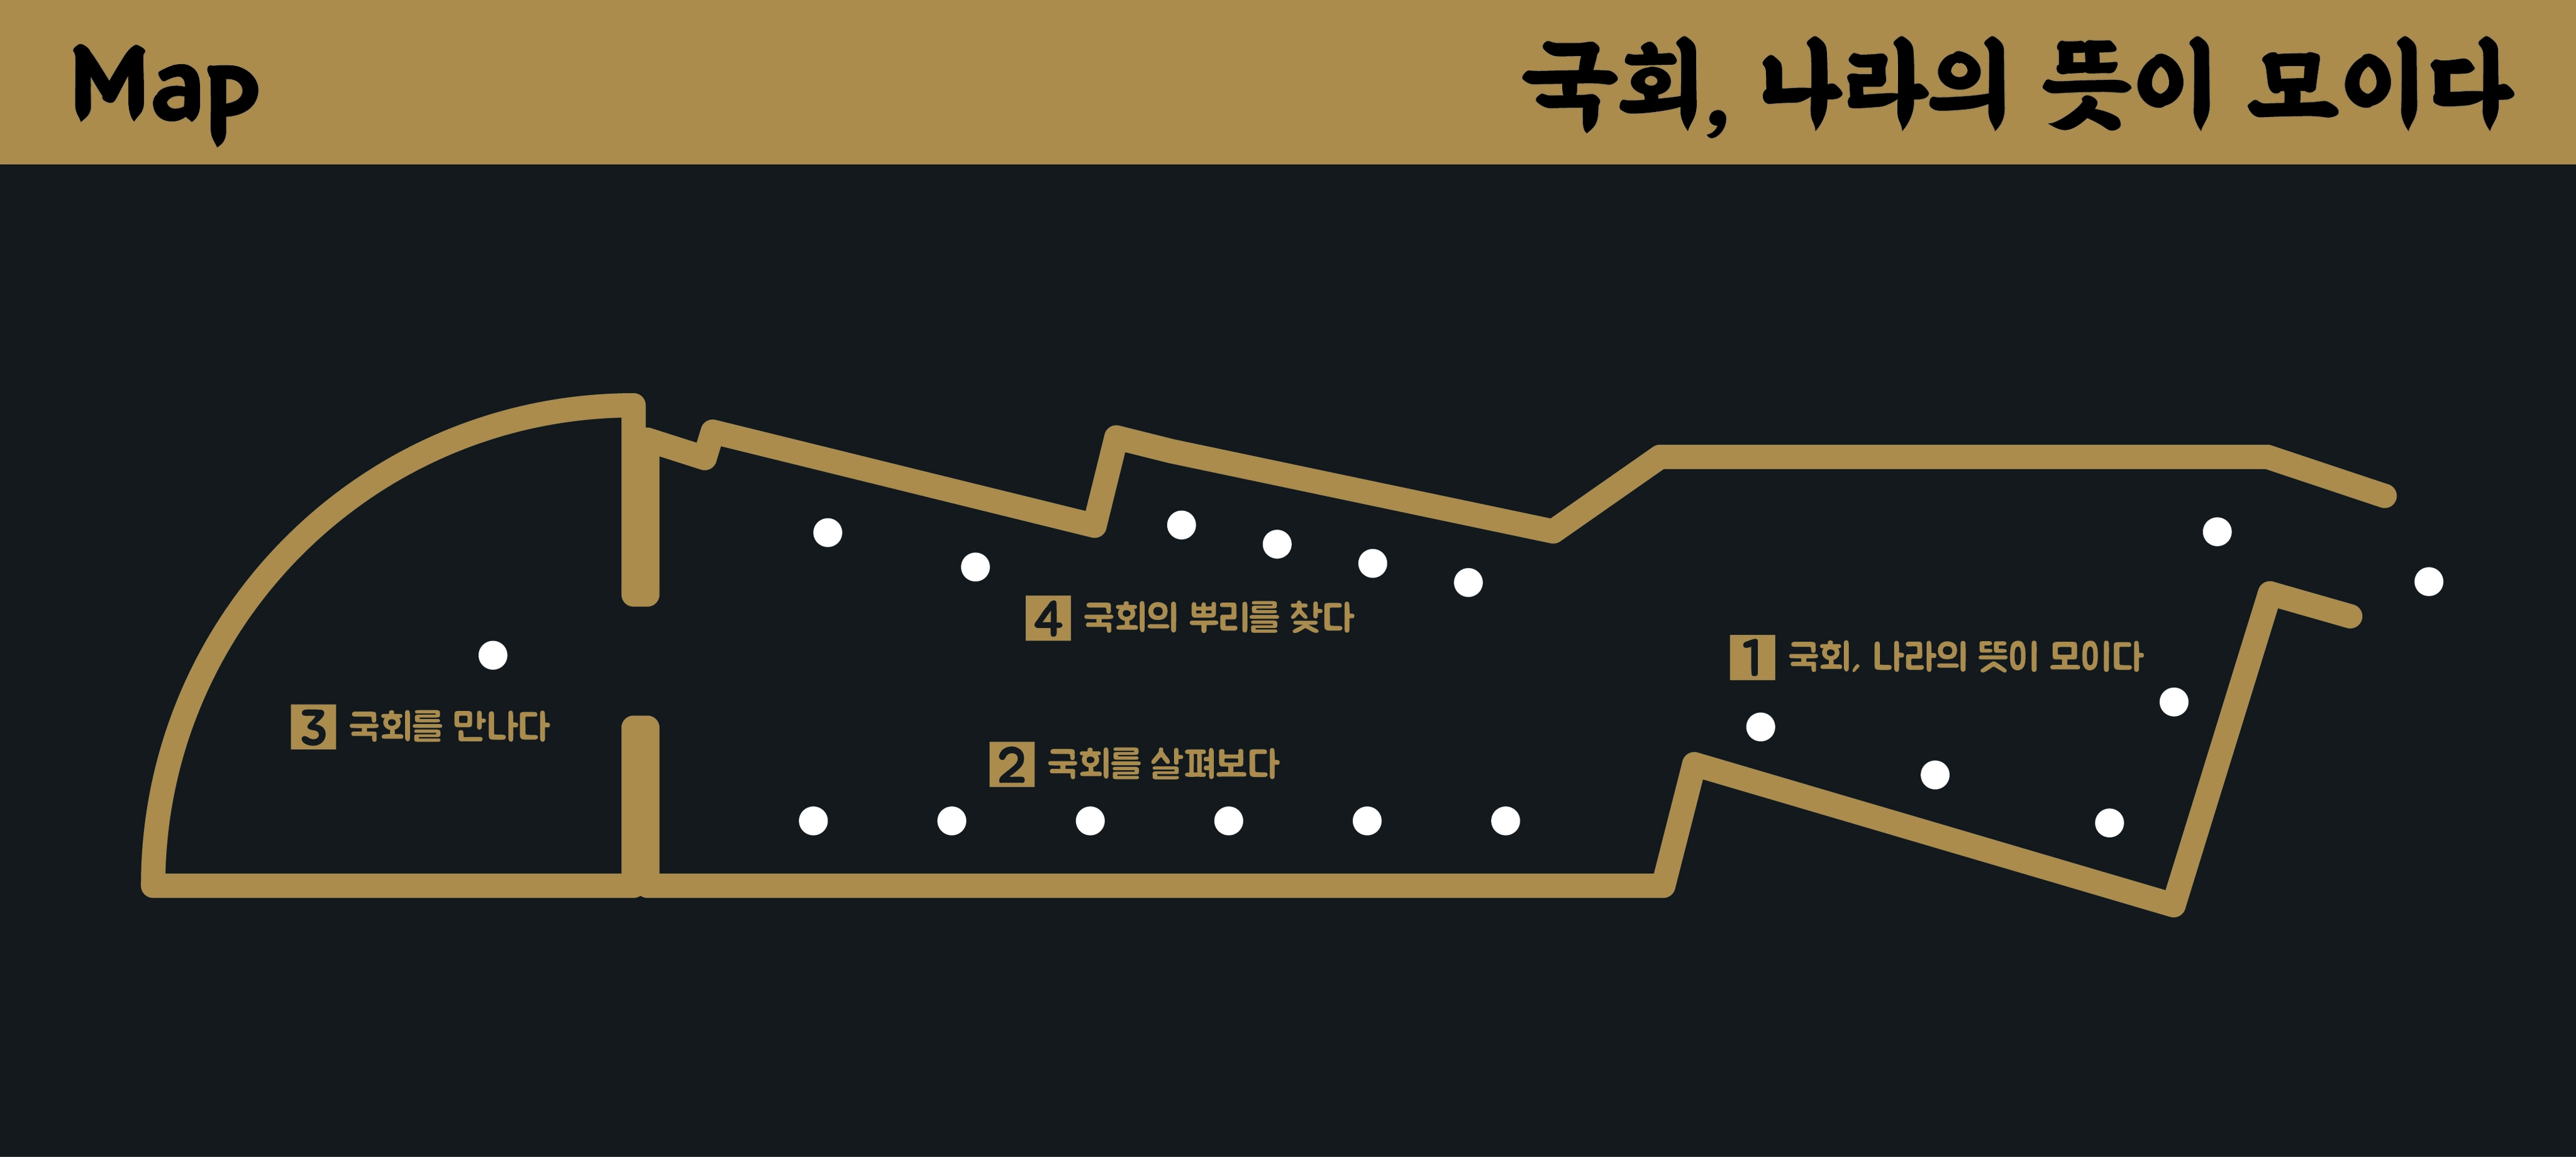 Map
국회, 나라의 뜻이 모이다
4 국회의 뿌리를 찾다
1 국회, 나라의 뜻이 모이다
3 국회를 만나다
2 국회를 살펴보다